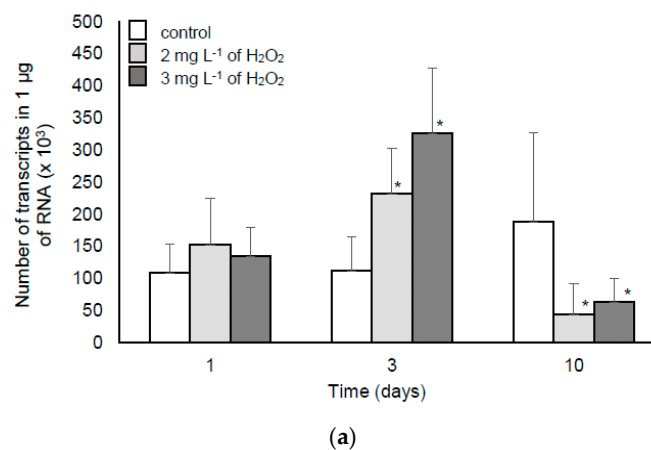 500
450
400
350
300
250
200
150
100
50
0
Number of transcripts in 1 µg
of RNA (x 10³)
control
2 mg L⁻¹ of H₂O₂
3 mg L⁻¹ of H₂O₂
*
*
*
*
1
3
10
Time (days)
(a)